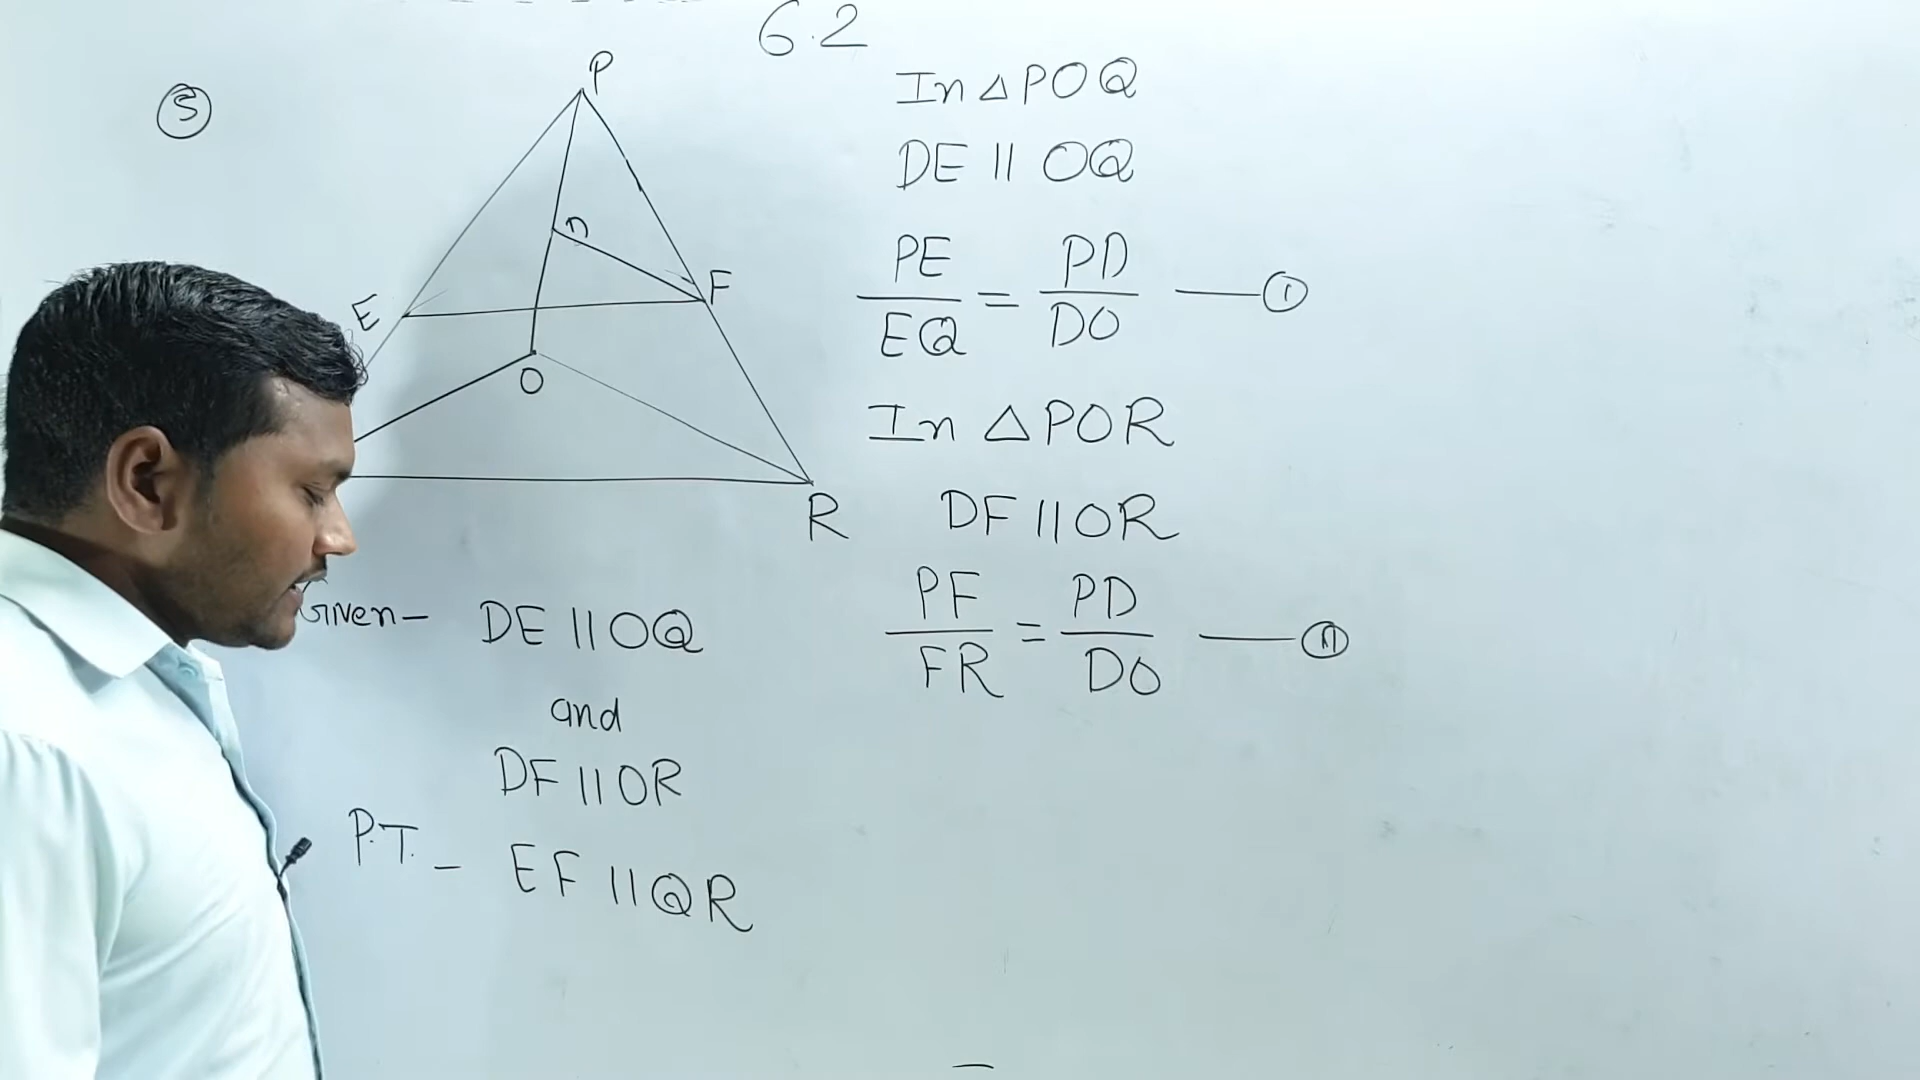 6.2
5
P
D
E
F
O
R
Given- DE || OQ
and
DF || OR
P.T. - EF || QR
In △POQ
DE || OQ
PE/EQ = PD/DO — ①
In △POR
DF || OR
PF/FR = PD/DO — ⑪